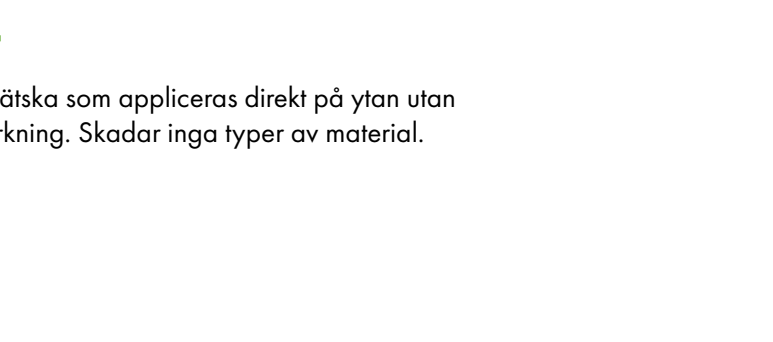 ätska som appliceras direkt på ytan utan
rkning. Skadar inga typer av material.